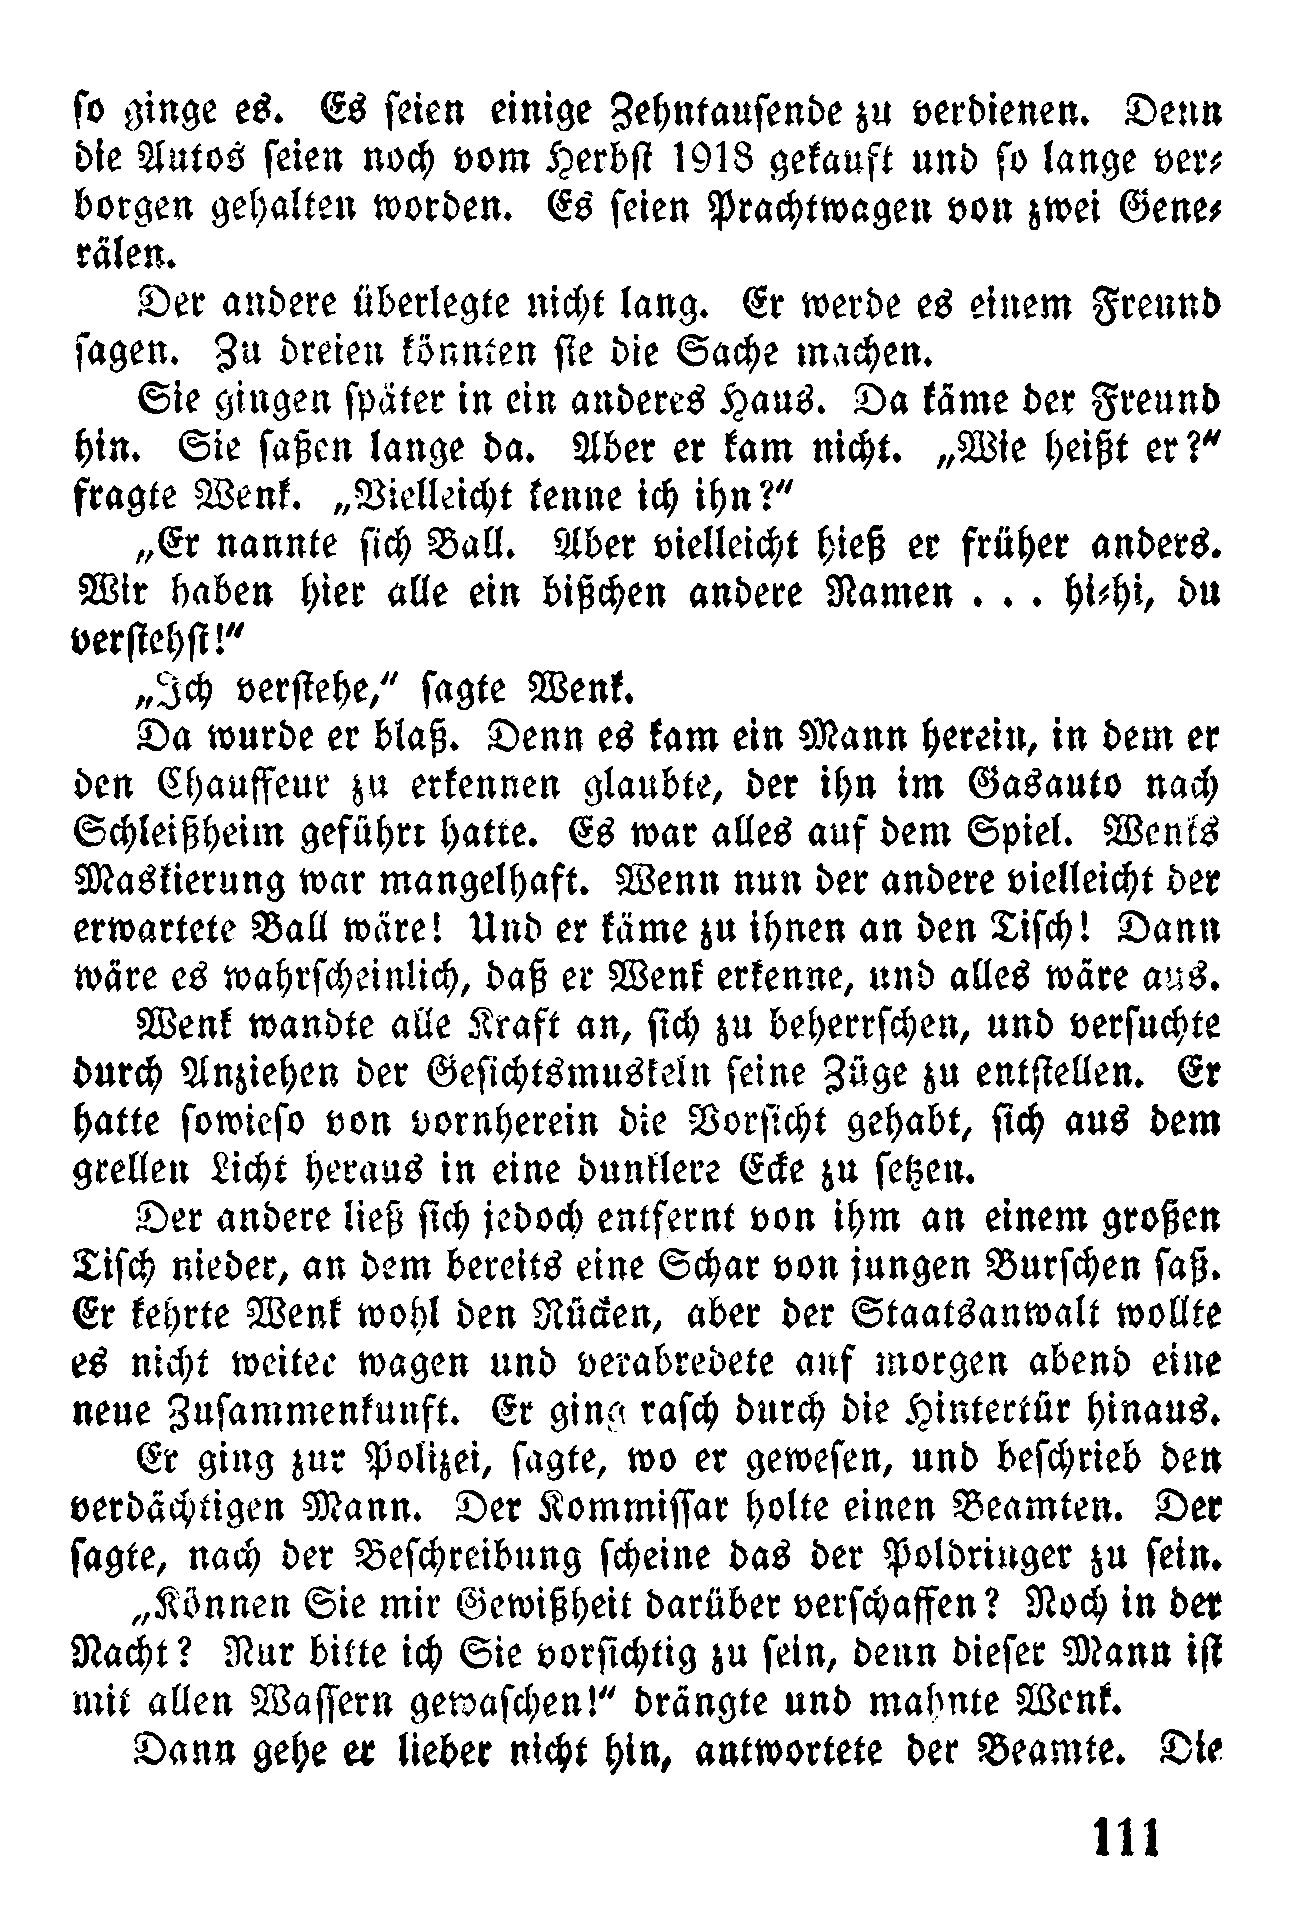 so ginge es. Es seien einige Zehntausende zu verdienen. Denn
die Autos seien noch vom Herbst 1918 gekauft und so lange ver-
borgen gehalten worden. Es seien Prachtwagen von zwei Gene-
rälen.
Der andere überlegte nicht lang. Er werde es einem Freund
sagen. Zu dreien könnten sie die Sache machen.
Sie gingen später in ein anderes Haus. Da käme der Freund
hin. Sie saßen lange da. Aber er kam nicht. „Wie heißt er?“
fragte Wenk. „Vielleicht kenne ich ihn?“
„Er nannte sich Ball. Aber vielleicht hieß er früher anders.
Wir haben hier alle ein bißchen andere Namen . . . hi-hi, du
verstehst!“
„Ich verstehe,“ sagte Wenk.
Da wurde er blaß. Denn es kam ein Mann herein, in dem er
den Chauffeur zu erkennen glaubte, der ihn im Gasauto nach
Schleißheim geführt hatte. Es war alles auf dem Spiel. Wenks
Maskierung war mangelhaft. Wenn nun der andere vielleicht der
erwartete Ball wäre! Und er käme zu ihnen an den Tisch! Dann
wäre es wahrscheinlich, daß er Wenk erkenne, und alles wäre aus.
Wenk wandte alle Kraft an, sich zu beherrschen, und versuchte
durch Anziehen der Gesichtsmuskeln seine Züge zu entstellen. Er
hatte sowieso von vornherein die Vorsicht gehabt, sich aus dem
grellen Licht heraus in eine dunklere Ecke zu setzen.
Der andere ließ sich jedoch entfernt von ihm an einem großen
Tisch nieder, an dem bereits eine Schar von jungen Burschen saß.
Er kehrte Wenk wohl den Rücken, aber der Staatsanwalt wollte
es nicht weiter wagen und verabredete auf morgen abend eine
neue Zusammenkunft. Er ging rasch durch die Hintertür hinaus.
Er ging zur Polizei, sagte, wo er gewesen, und beschrieb den
verdächtigen Mann. Der Kommissar holte einen Beamten. Der
sagte, nach der Beschreibung scheine das der Poldringer zu sein.
„Können Sie mir Gewißheit darüber verschaffen? Noch in der
Nacht? Nur bitte ich Sie vorsichtig zu sein, denn dieser Mann ist
mit allen Wassern gewaschen!“ drängte und mahnte Wenk.
Dann gehe er lieber nicht hin, antwortete der Beamte. Die
111